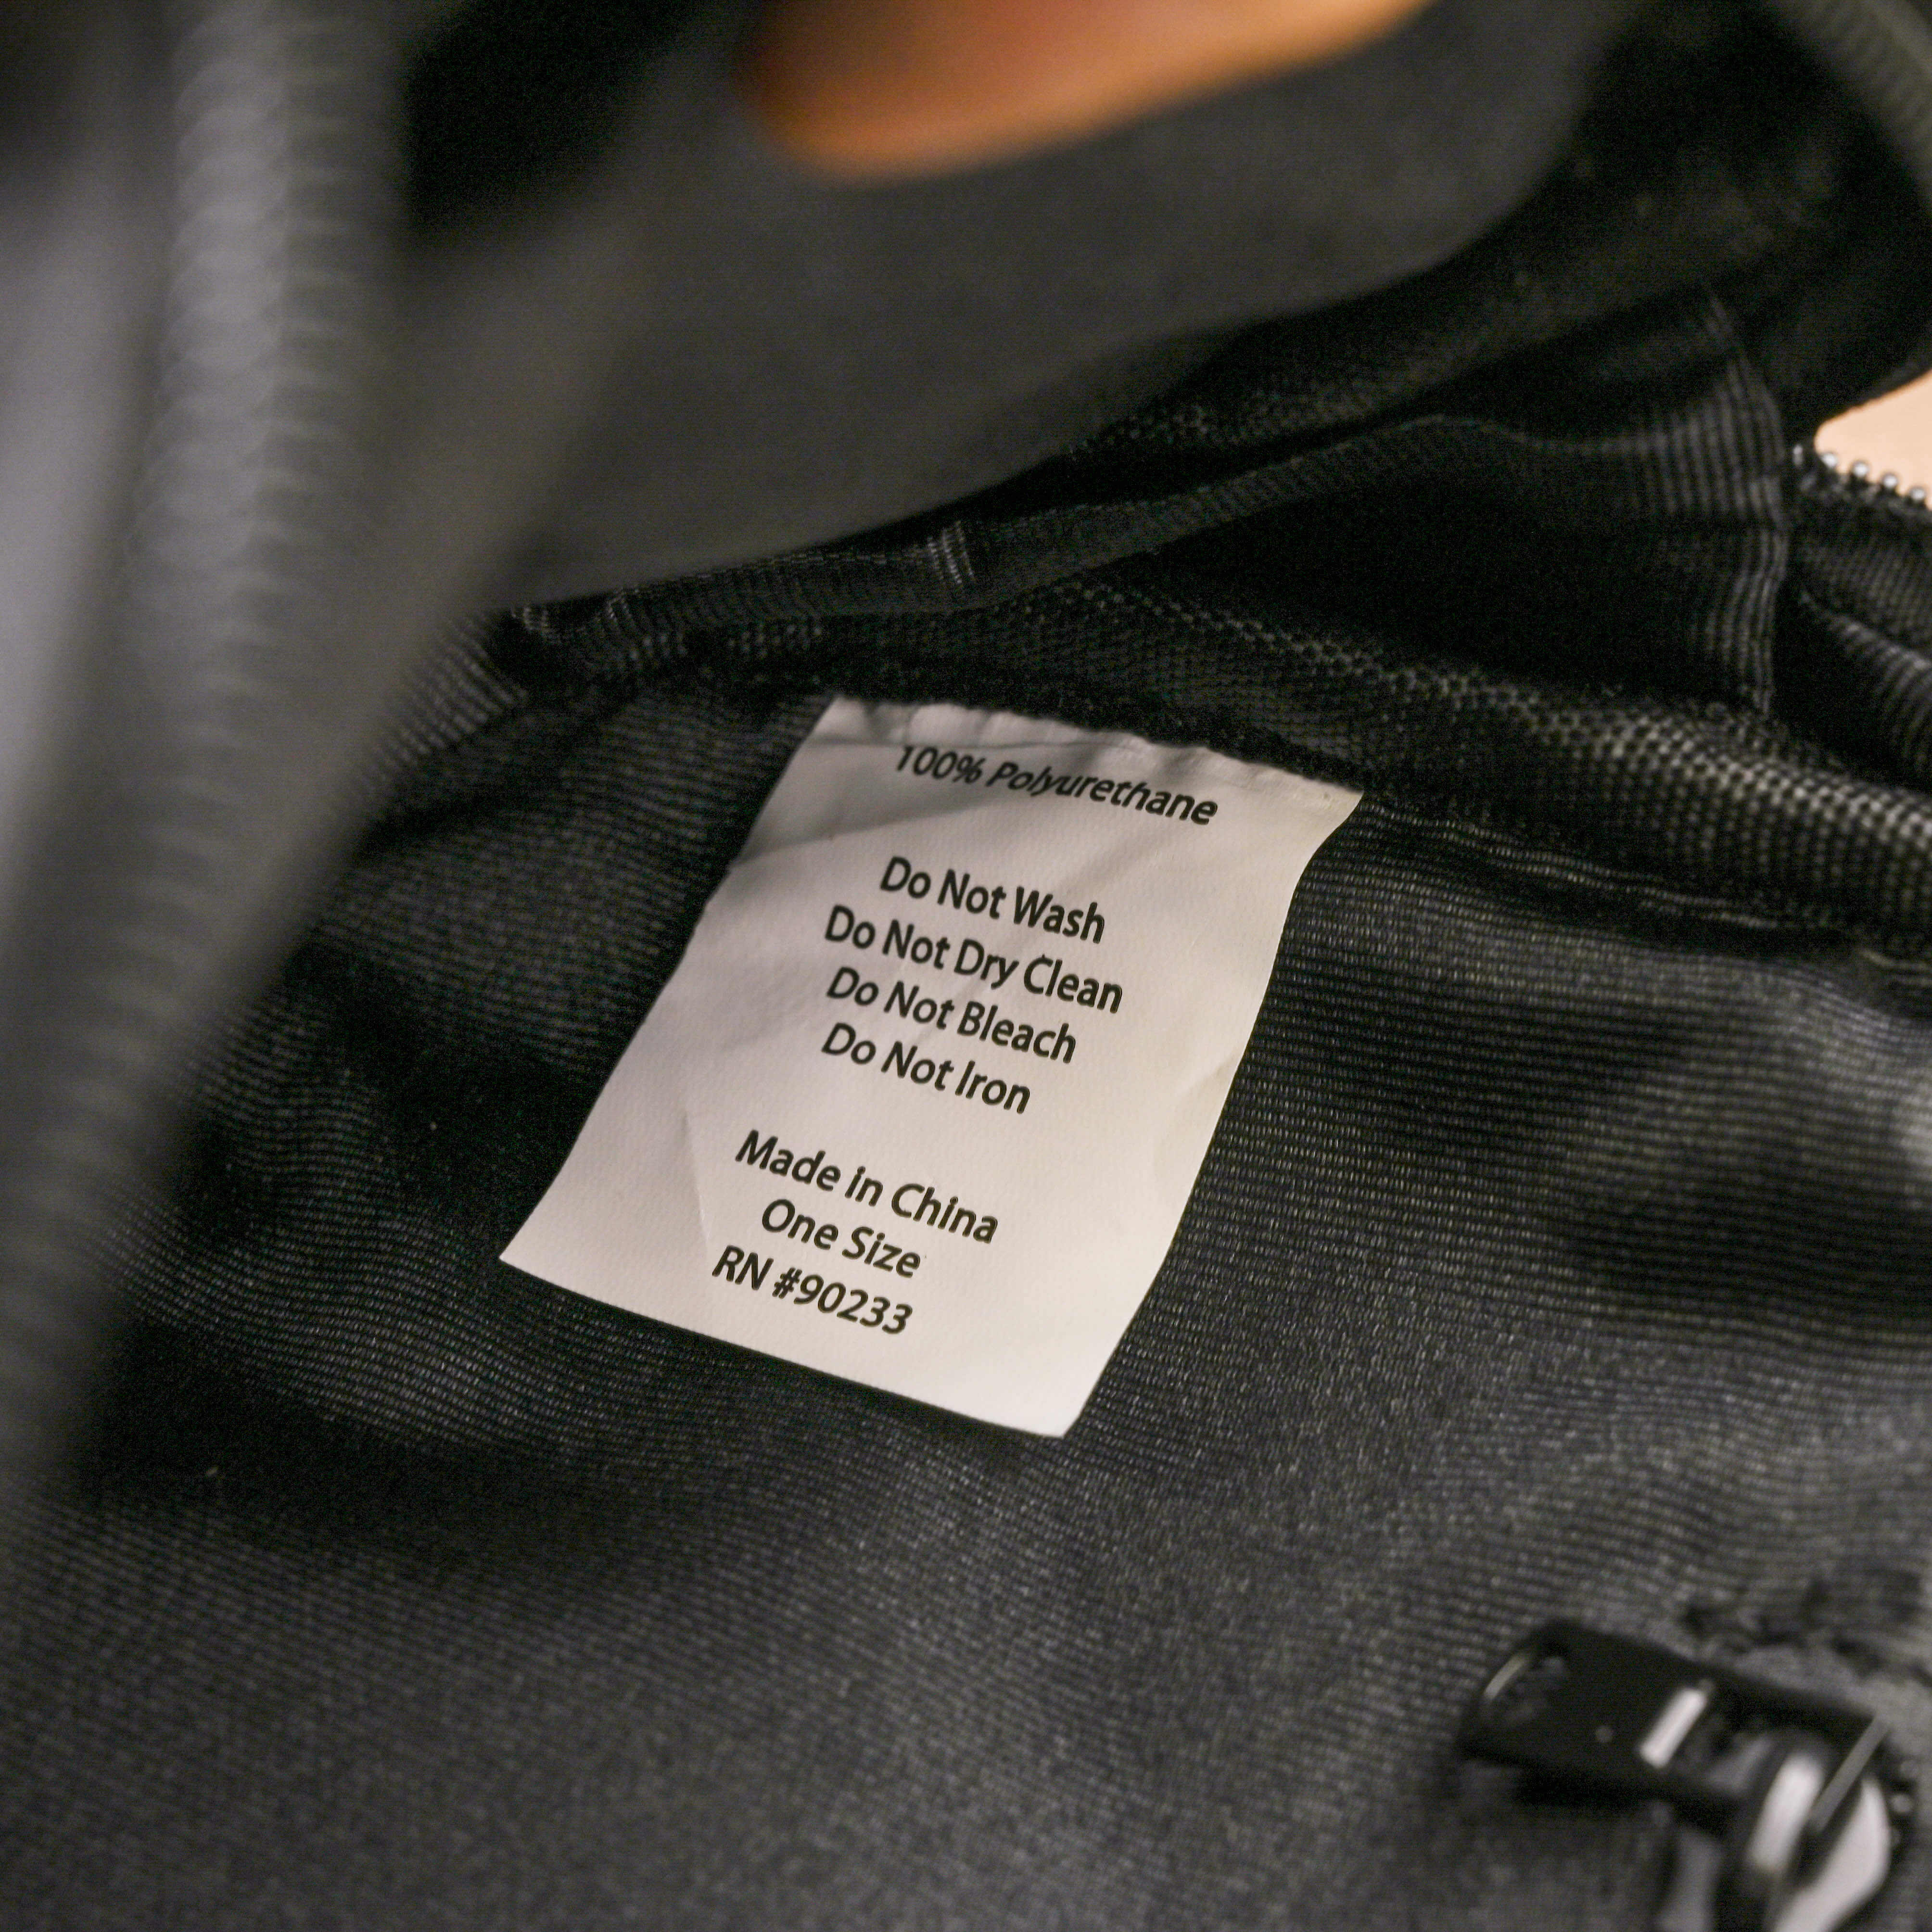 100% Polyurethane
Do Not Wash
Do Not Dry Clean
Do Not Bleach
Do Not Iron
Made in China
One Size
RN #90233